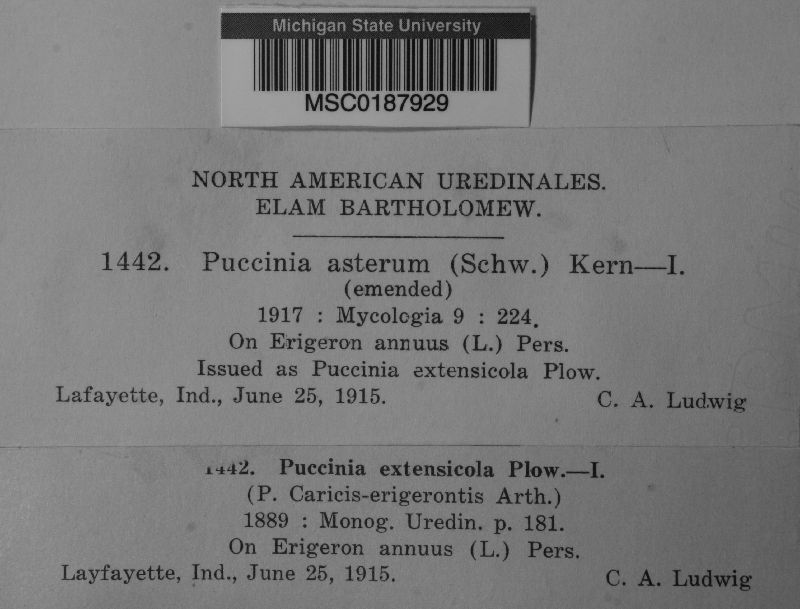 Michigan State University
MSC0187929
NORTH AMERICAN UREDINALES.
ELAM BARTHOLOMEW.
1442. Puccinia asterum (Schw.) Kern—I.
(emended)
1917 : Mycologia 9 : 224.
On Erigeron annuus (L.) Pers.
Issued as Puccinia extensicola Plow.
Lafayette, Ind., June 25, 1915. C. A. Ludwig
1442. Puccinia extensicola Plow.—I.
(P. Caricis-erigerontis Arth.)
1889 : Monog. Uredin. p. 181.
On Erigeron annuus (L.) Pers.
Layfayette, Ind., June 25, 1915. C. A. Ludwig